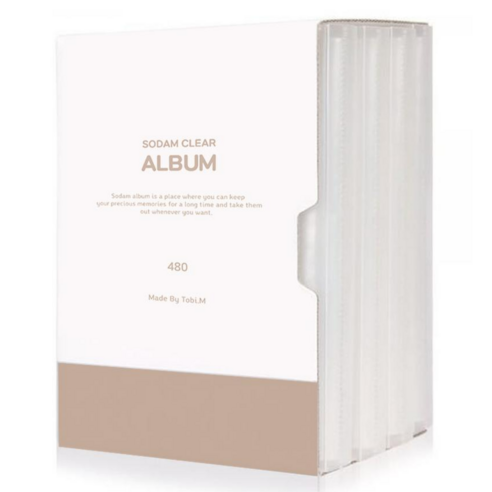 SODAM CLEAR
ALBUM
Sodam album is a place where you can keep
your precious memories for a long time and take them
out whenever you want.
480
Made By Tobi.M